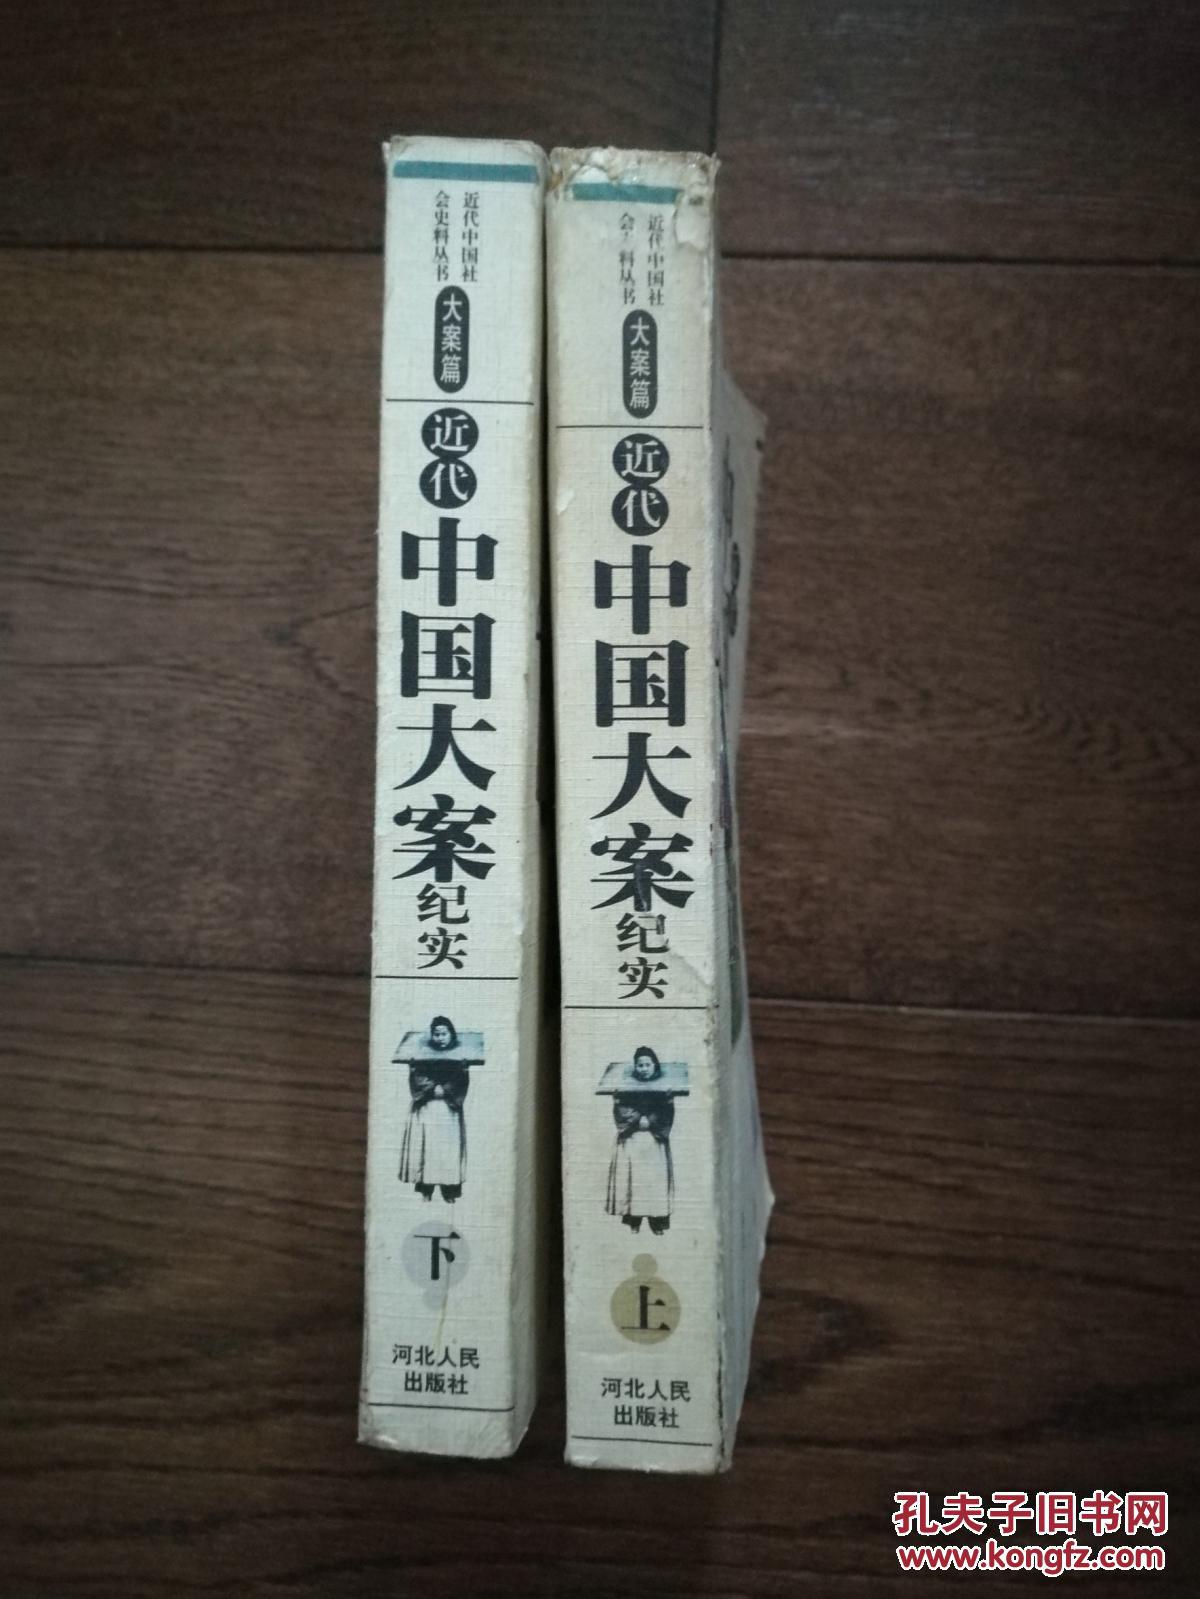 近代中国社
会史料丛书
大案篇
近代
中国大案
纪实
下
河北人民
出版社
近代中国社
会 料丛书
大案篇
近代
中国大案
纪实
上
河北人民
出版社
孔夫子旧书网
www.kongfz.com